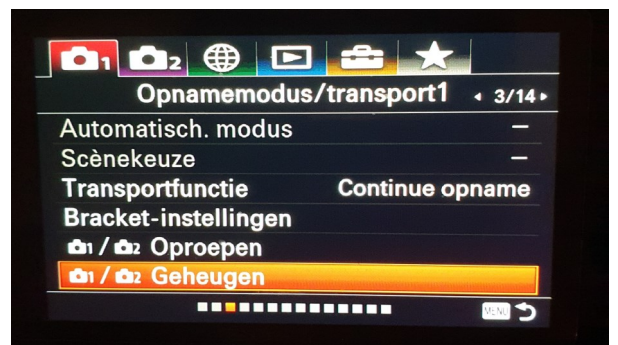 1 2
Opnamemodus/transport1 3/14
Automatisch. modus –
Scènekeuze –
Transportfunctie Continue opname
Bracket-instellingen
1 / 2 Oproepen
1 / 2 Geheugen
MENU